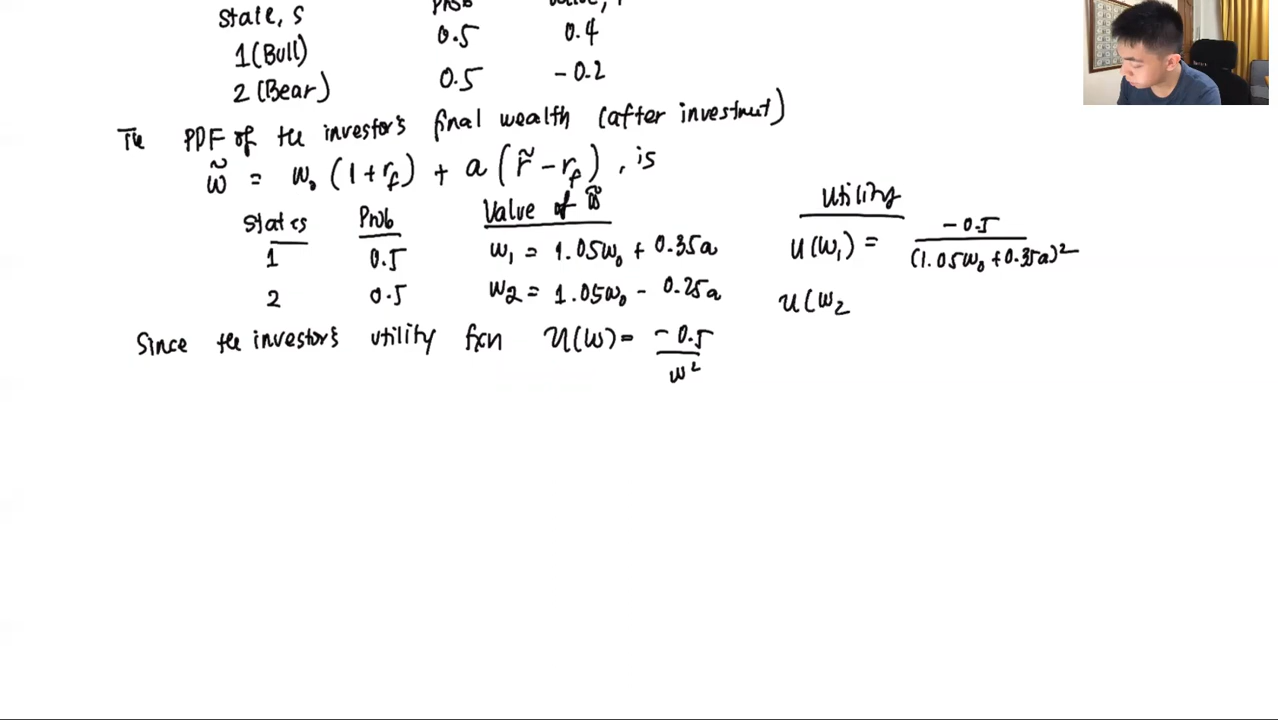 State, s
1 (Bull) 0.5 0.4
2 (Bear) 0.5 -0.2
The PDF of the investor's final wealth (after investment)
w̃ = w₀ (1 + r_f) + a (r̃ - r_f), is
States Prob Value of w̃ Utility
1 0.5 w₁ = 1.05w₀ + 0.35a u(w₁) = -0.5 / (1.05w₀ + 0.35a)²
2 0.5 w₂ = 1.05w₀ - 0.25a u(w₂
Since the investor's utility fxn u(w) = -0.5 / w²